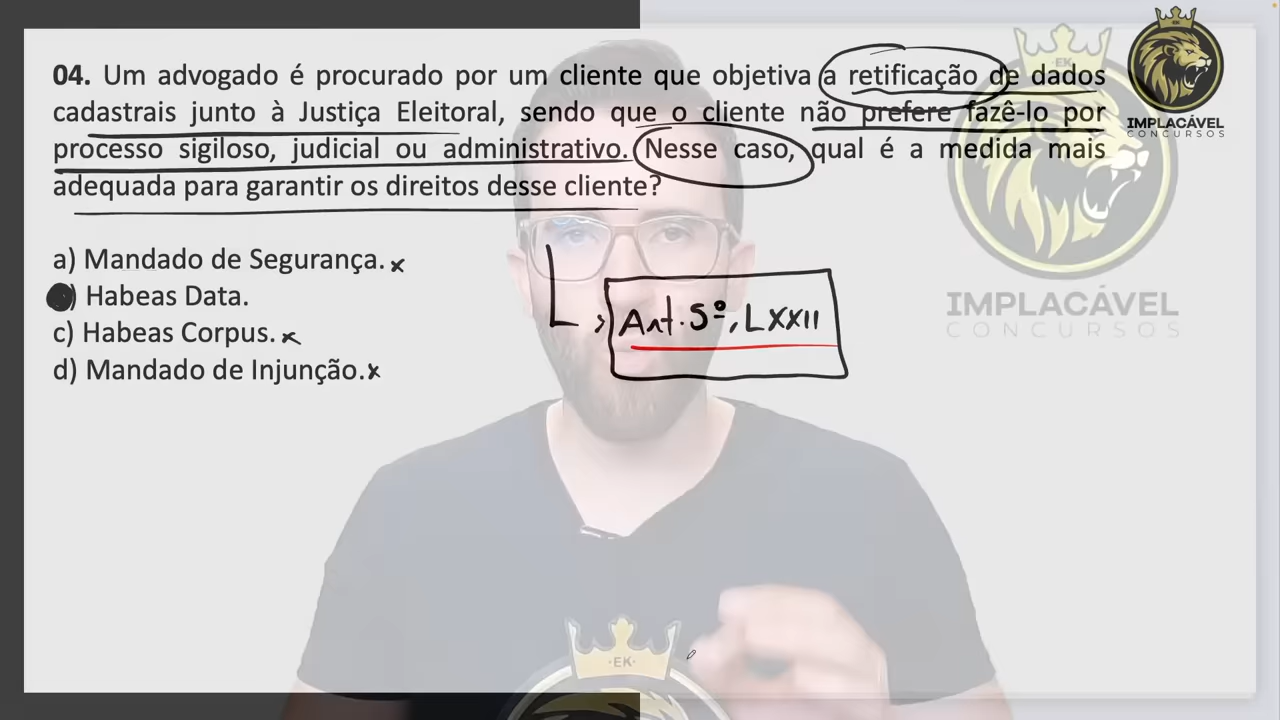 04. Um advogado é procurado por um cliente que objetiva a retificação de dados
cadastrais junto à Justiça Eleitoral, sendo que o cliente não prefere fazê-lo por
processo sigiloso, judicial ou administrativo. Nesse caso, qual é a medida mais
adequada para garantir os direitos desse cliente?
a) Mandado de Segurança. x
) Habeas Data.
c) Habeas Corpus. x
d) Mandado de Injunção. x
Art. 5º, LXXII
EK
IMPLACÁVEL
CONCURSOS
EK
IMPLACÁVEL
CONCURSOS
·EK·